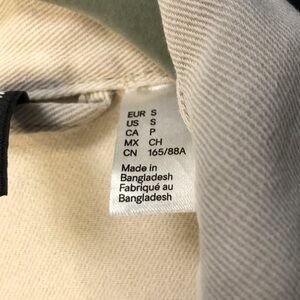 EUR S
US S
CA P
MX CH
CN 165/88A
Made in
Bangladesh
Fabriqué au
Bangladesh